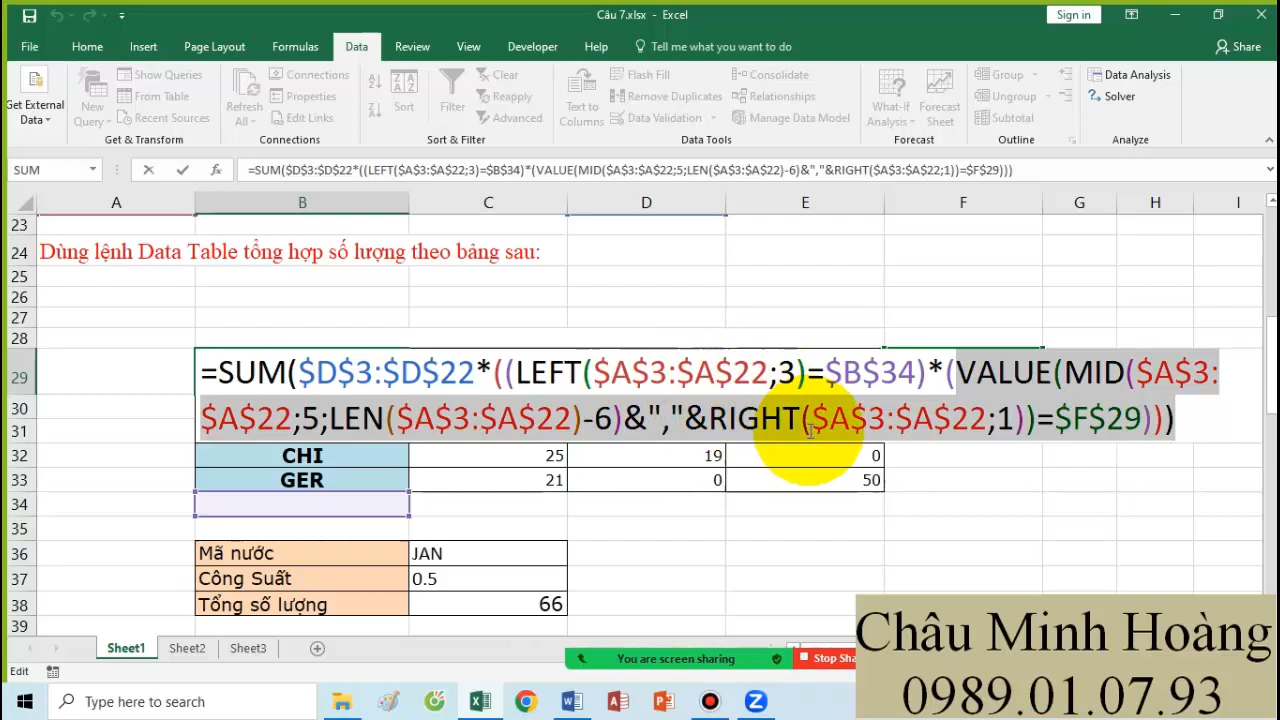 Câu 7.xlsx - Excel
Sign in
File Home Insert Page Layout Formulas Data Review View Developer Help Tell me what you want to do Share
Get External Data
New Query
Show Queries
From Table
Recent Sources
Get & Transform
Refresh All
Connections
Properties
Edit Links
Connections
Sort
Filter
Clear
Reapply
Advanced
Sort & Filter
Text to Columns
Flash Fill
Remove Duplicates
Data Validation
Consolidate
Relationships
Manage Data Model
Data Tools
What-If Analysis
Forecast Sheet
Forecast
Group
Ungroup
Subtotal
Outline
Data Analysis
Solver
Analyze
SUM fx =SUM($D$3:$D$22*((LEFT($A$3:$A$22;3)=$B$34)*(VALUE(MID($A$3:$A$22;5;LEN($A$3:$A$22)-6)&","&RIGHT($A$3:$A$22;1))=$F$29)))
A B C D E F G H I
23
24 Dùng lệnh Data Table tổng hợp số lượng theo bảng sau:
25
26
27
28
29 =SUM($D$3:$D$22*((LEFT($A$3:$A$22;3)=$B$34)*(VALUE(MID($A$3:
30 $A$22;5;LEN($A$3:$A$22)-6)&","&RIGHT($A$3:$A$22;1))=$F$29)))
31
32 CHI 25 19 0
33 GER 21 0 50
34
35
36 Mã nước JAN
37 Công Suất 0.5
38 Tổng số lượng 66
39
Sheet1 Sheet2 Sheet3
Edit
You are screen sharing Stop Sha
Châu Minh Hoàng
0989.01.07.93
Type here to search